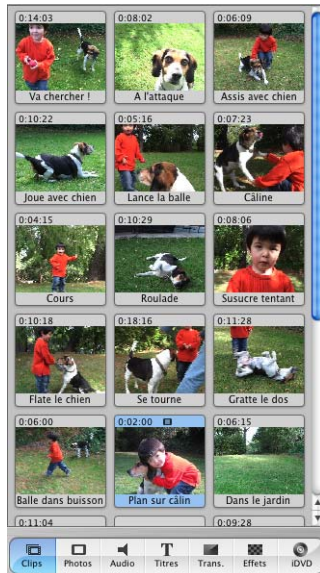 0:14:03 0:08:02 0:06:09
Va chercher ! A l'attaque Assis avec chien
0:10:22 0:05:16 0:07:23
Joue avec chien Lance la balle Câline
0:04:15 0:10:29 0:08:06
Cours Roulade Susucre tentant
0:10:18 0:18:16 0:11:28
Flate le chien Se tourne Gratte le dos
0:06:00 0:02:00 0:06:15
Balle dans buisson Plan sur câlin Dans le jardin
0:11:04 0:09:28
Clips Photos Audio Titres Trans. Effets iDVD